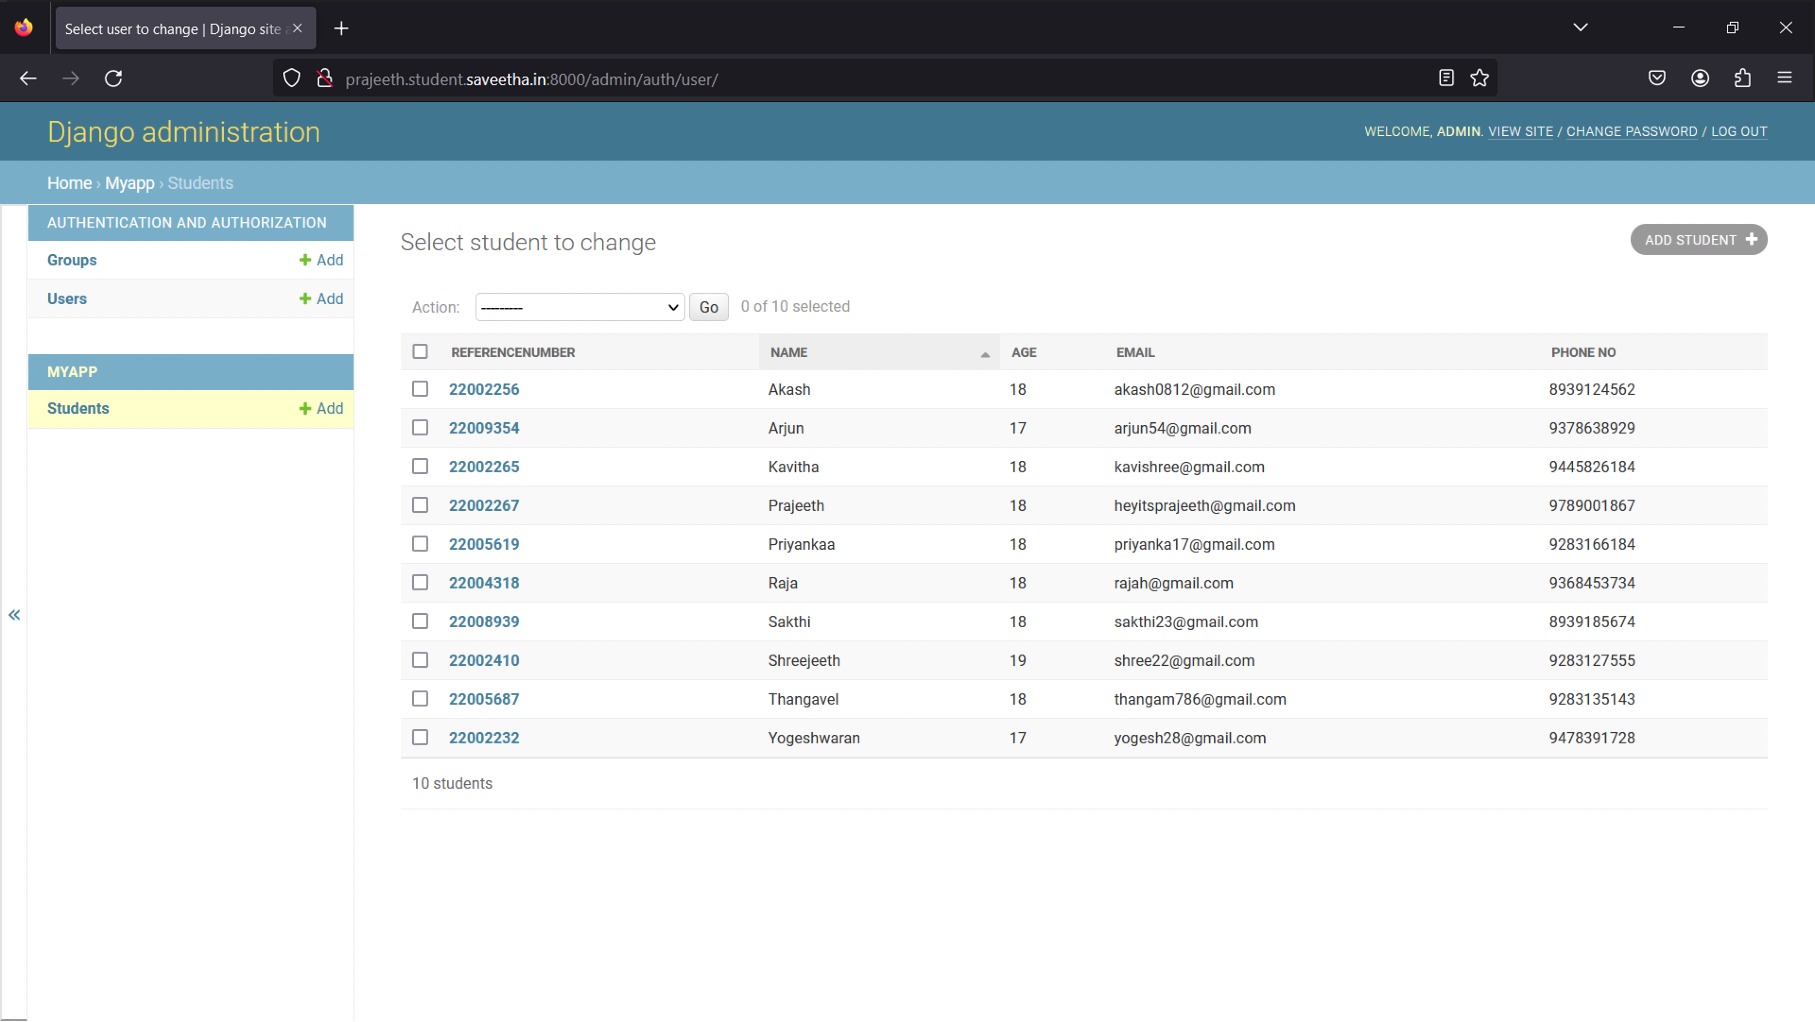 Select user to change | Django site a
prajeeth.student.saveetha.in:8000/admin/auth/user/
Django administration
WELCOME, ADMIN. VIEW SITE / CHANGE PASSWORD / LOG OUT
Home › Myapp › Students
AUTHENTICATION AND AUTHORIZATION
Groups + Add
Users + Add
MYAPP
Students + Add
«
Select student to change
ADD STUDENT +
Action: --------- Go 0 of 10 selected
REFERENCENUMBER NAME AGE EMAIL PHONE NO
22002256 Akash 18 akash0812@gmail.com 8939124562
22009354 Arjun 17 arjun54@gmail.com 9378638929
22002265 Kavitha 18 kavishree@gmail.com 9445826184
22002267 Prajeeth 18 heyitsprajeeth@gmail.com 9789001867
22005619 Priyankaa 18 priyanka17@gmail.com 9283166184
22004318 Raja 18 rajah@gmail.com 9368453734
22008939 Sakthi 18 sakthi23@gmail.com 8939185674
22002410 Shreejeeth 19 shree22@gmail.com 9283127555
22005687 Thangavel 18 thangam786@gmail.com 9283135143
22002232 Yogeshwaran 17 yogesh28@gmail.com 9478391728
10 students